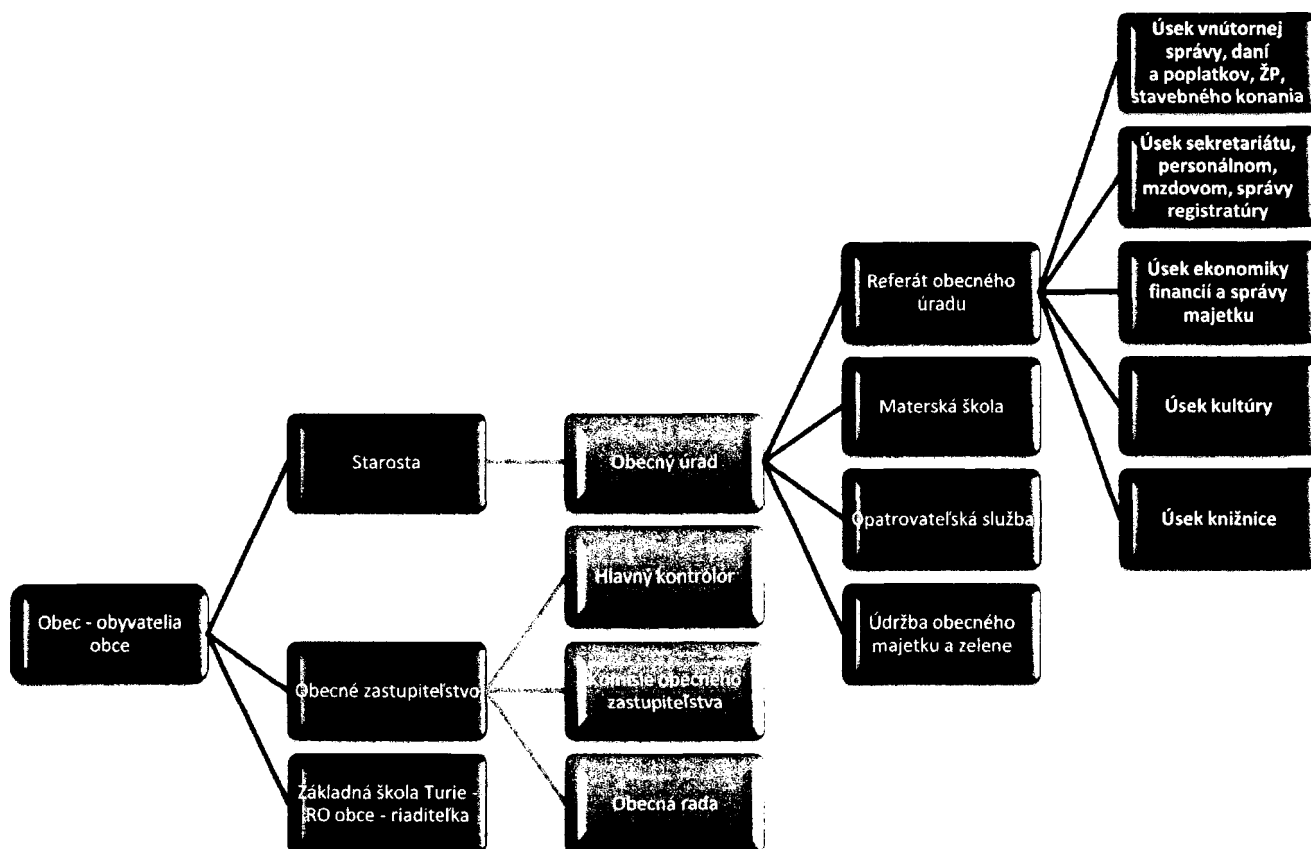 Obec - obyvatelia
obce
Starosta
Obecné zastupiteľstvo
Základná škola Turie -
RO obce - riaditeľka
Obecný úrad
Hlavný kontrolór
Komisie obecného
zastupiteľstva
Obecná rada
Referát obecného
úradu
Materská škola
Opatrovateľská služba
Údržba obecného
majetku a zelene
Úsek vnútornej
správy, daní
a poplatkov, ŽP,
stavebného konania
Úsek sekretariátu,
personálnom,
mzdovom, správy
registratúry
Úsek ekonomiky
financií a správy
majetku
Úsek kultúry
Úsek knižnice